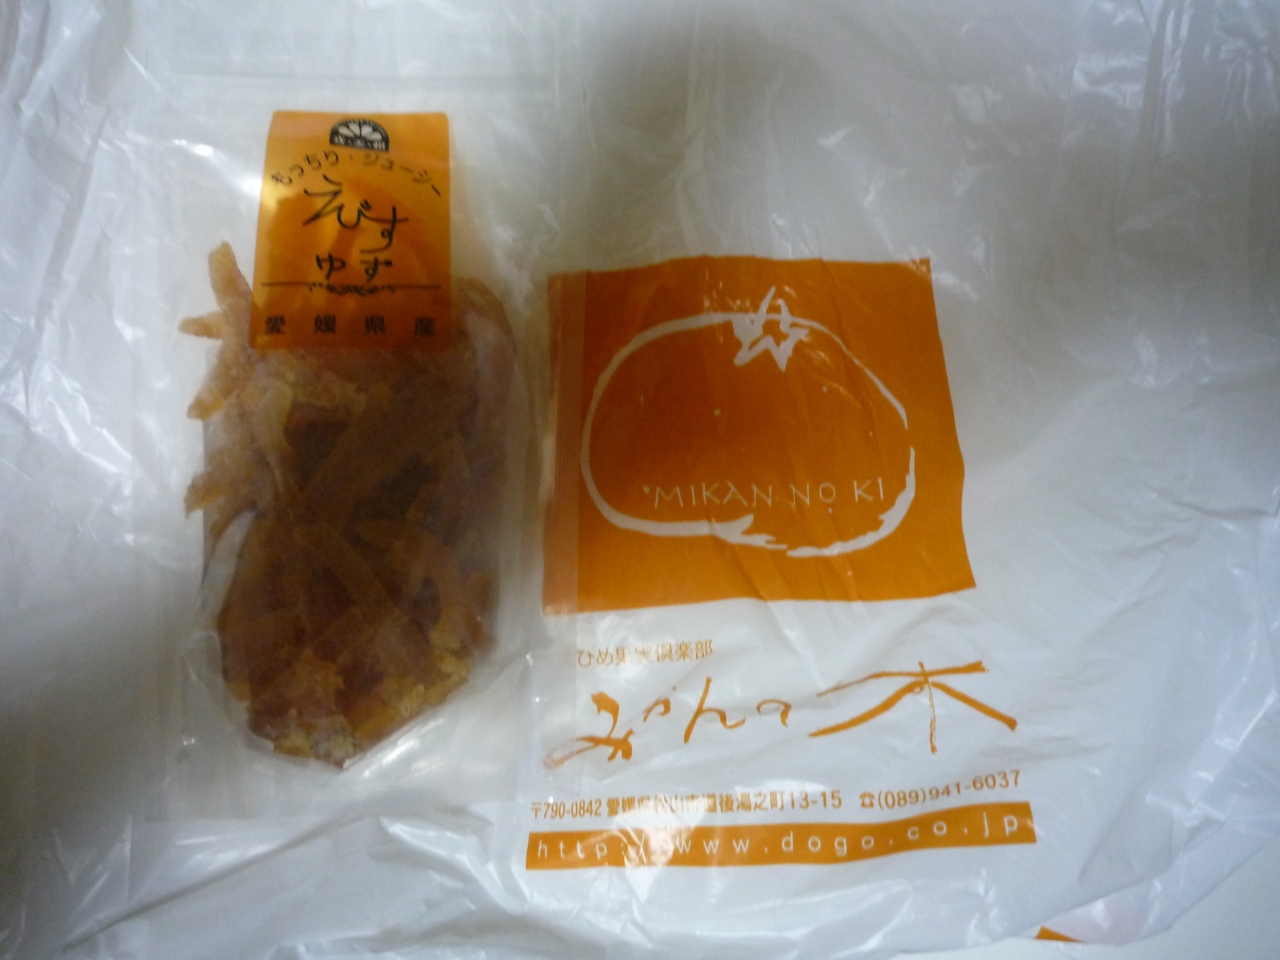 もっちり・ジューシー
えびす
ゆず
愛媛県産
MIKAN NO KI
ひめ果実倶楽部
みかんの木
〒790-0842 愛媛県松山市道後湯之町13-15 ☎(089)941-6037
http://www.dogo.co.jp